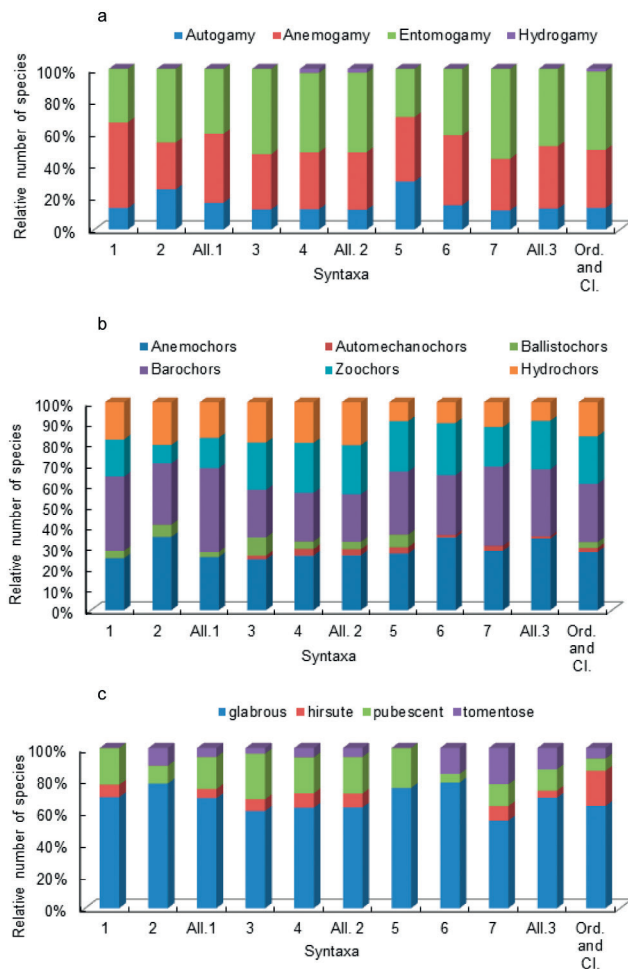 a
Autogamy Anemogamy Entomogamy Hydrogamy
Relative number of species
100%
80%
60%
40%
20%
0%
1 2 All.1 3 4 All. 2 5 6 7 All.3 Ord. and Cl.
Syntaxa
b
Anemochors Automechanochors Ballistochors
Barochors Zoochors Hydrochors
Relative number of species
100%
90%
80%
70%
60%
50%
40%
30%
20%
10%
0%
1 2 All.1 3 4 All. 2 5 6 7 All.3 Ord. and Cl.
Syntaxa
c
glabrous hirsute pubescent tomentose
Relative number of species
100%
80%
60%
40%
20%
0%
1 2 All.1 3 4 All. 2 5 6 7 All.3 Ord. and Cl.
Syntaxa